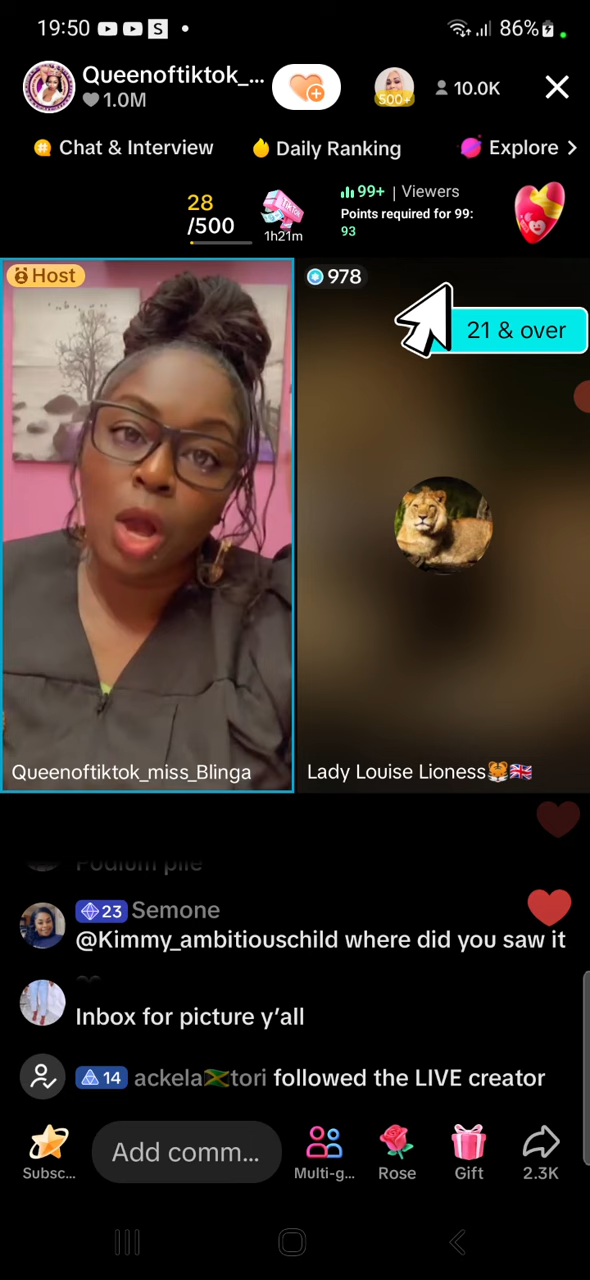 19:50
S
86%
Queenoftiktok_...
1.0M
500+
10.0K
Chat & Interview
Daily Ranking
Explore
28
/500
TIKTOK
1h21m
99+ | Viewers
Points required for 99:
93
Host
978
21 & over
Queenoftiktok_miss_Blinga
Lady Louise Lioness🐯🇬🇧
Podium pile
23 Semone
@Kimmy_ambitiouschild where did you saw it
Inbox for picture y'all
14 ackela🇯🇲tori followed the LIVE creator
Subsc...
Add comm...
Multi-g...
Rose
Gift
2.3K